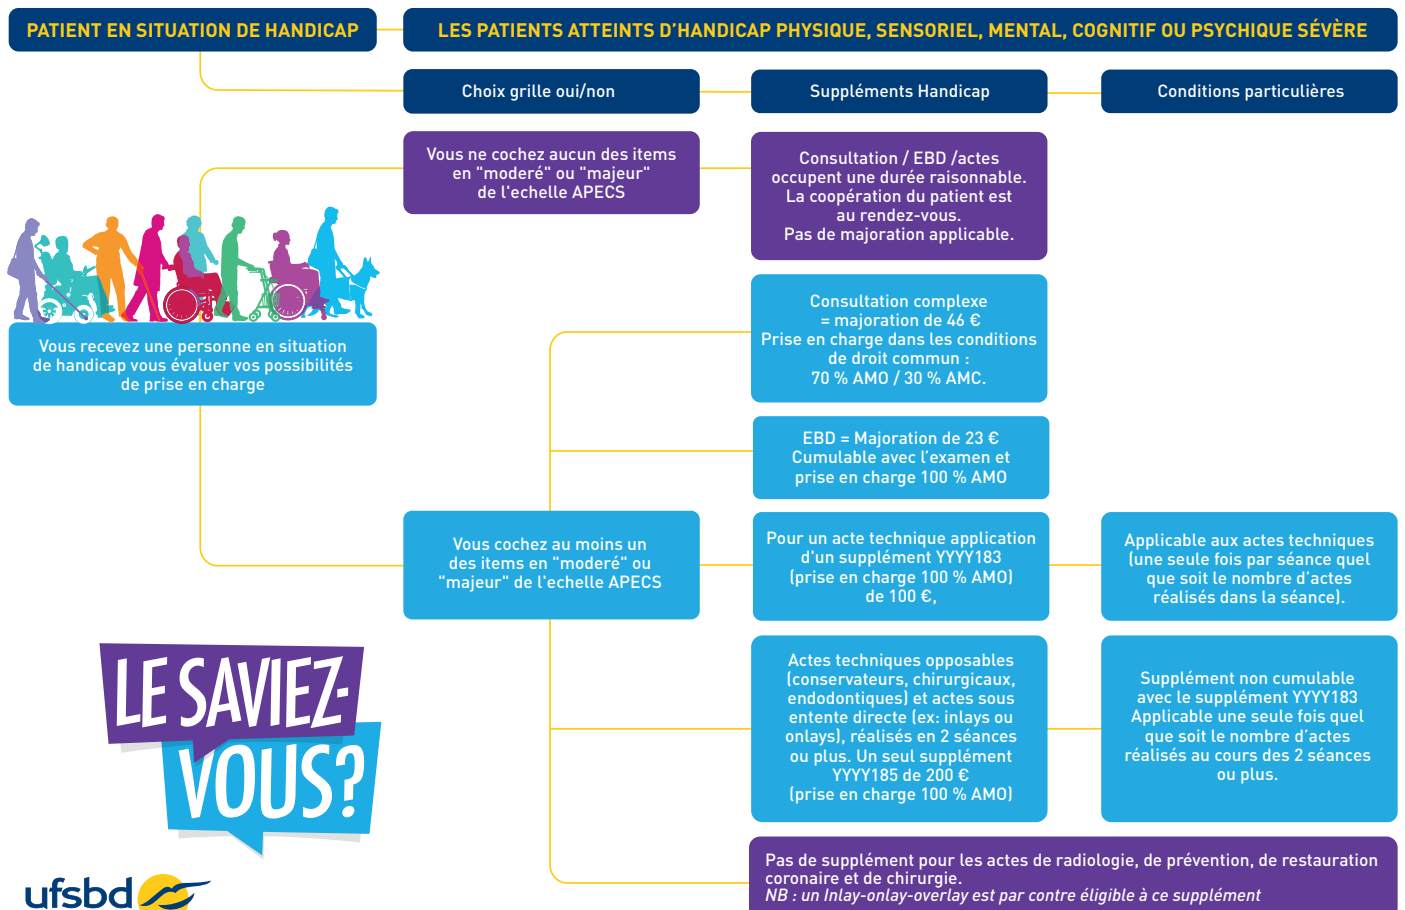 PATIENT EN SITUATION DE HANDICAP
LES PATIENTS ATTEINTS D’HANDICAP PHYSIQUE, SENSORIEL, MENTAL, COGNITIF OU PSYCHIQUE SÉVÈRE
Choix grille oui/non
Suppléments Handicap
Conditions particulières
Vous ne cochez aucun des items
en "moderé" ou "majeur"
de l'echelle APECS
Consultation / EBD /actes
occupent une durée raisonnable.
La coopération du patient est
au rendez-vous.
Pas de majoration applicable.
Vous recevez une personne en situation
de handicap vous évaluer vos possibilités
de prise en charge
Consultation complexe
= majoration de 46 €
Prise en charge dans les conditions
de droit commun :
70 % AMO / 30 % AMC.
EBD = Majoration de 23 €
Cumulable avec l’examen et
prise en charge 100 % AMO
Vous cochez au moins un
des items en "moderé" ou
"majeur" de l'echelle APECS
Pour un acte technique application
d'un supplément YYYY183
(prise en charge 100 % AMO)
de 100 €,
Applicable aux actes techniques
(une seule fois par séance quel
que soit le nombre d’actes
réalisés dans la séance).
Actes techniques opposables
(conservateurs, chirurgicaux,
endodontiques) et actes sous
entente directe (ex: inlays ou
onlays), réalisés en 2 séances
ou plus. Un seul supplément
YYYY185 de 200 €
(prise en charge 100 % AMO)
Supplément non cumulable
avec le supplément YYYY183
Applicable une seule fois quel
que soit le nombre d’actes
réalisés au cours des 2 séances
ou plus.
Pas de supplément pour les actes de radiologie, de prévention, de restauration
coronaire et de chirurgie.
NB : un Inlay-onlay-overlay est par contre éligible à ce supplément
LE SAVIEZ-
VOUS?
ufsbd